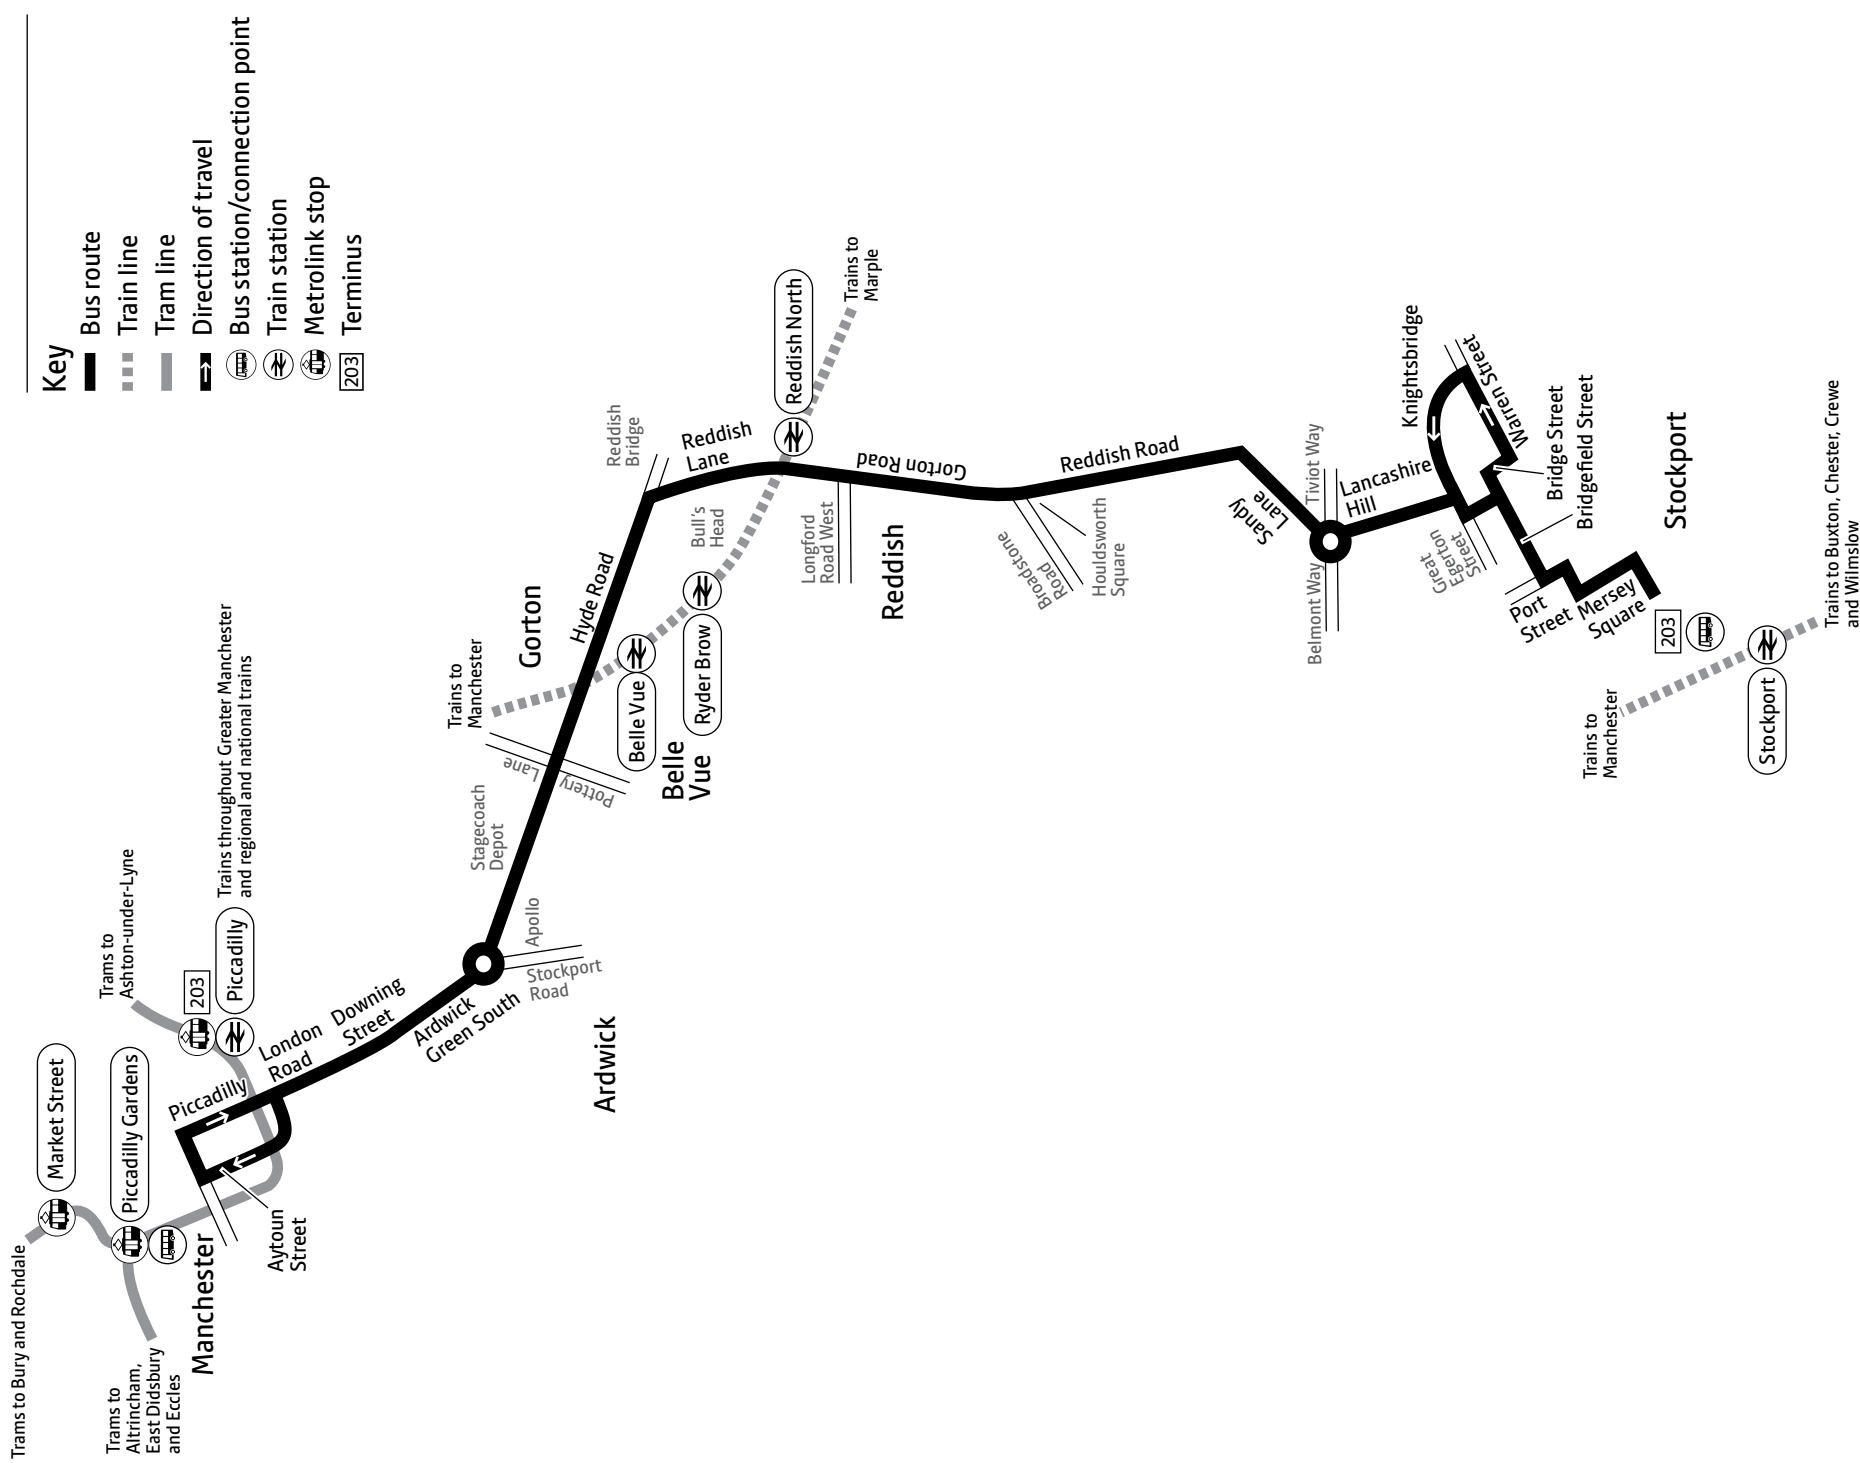 Key
Bus route
Train line
Tram line
Direction of travel
Bus station/connection point
Train station
Metrolink stop
203
Terminus
Trams to Bury and Rochdale
Market Street
Trams to
Altrincham,
East Didsbury
and Eccles
Piccadilly Gardens
Manchester
Trams to
Ashton-under-Lyne
203
Piccadilly
Trains throughout Greater Manchester
and regional and national trains
Aytoun
Street
Piccadilly
London
Road
Downing
Street
Ardwick
Green South
Apollo
Stockport
Road
Ardwick
Stagecoach
Depot
Pottery Lane
Trains to
Manchester
Gorton
Hyde Road
Belle Vue
Belle
Vue
Ryder Brow
Bull's
Head
Reddish
Bridge
Reddish
Lane
Reddish North
Trains to
Marple
Longford
Road West
Gorton Road
Reddish
Broadstone
Road
Houldsworth
Square
Reddish Road
Sandy
Lane
Tiviot Way
Belmont Way
Lancashire
Hill
Knightsbridge
Great
Egerton
Street
Warren Street
Bridge Street
Bridgefield Street
Port
Street
Mersey
Square
Stockport
203
Trains to
Manchester
Stockport
Trains to Buxton, Chester, Crewe
and Wilmslow